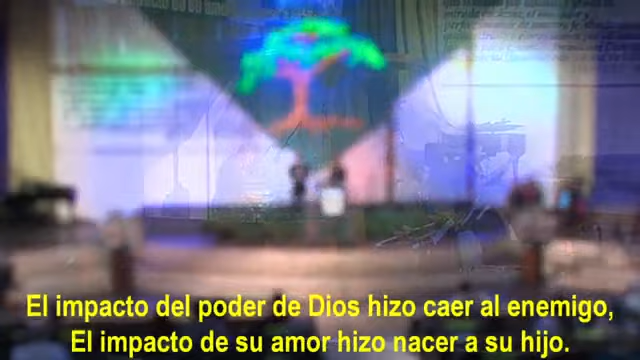 El impacto del poder de Dios hizo caer al enemigo,
El impacto de su amor hizo nacer a su hijo.